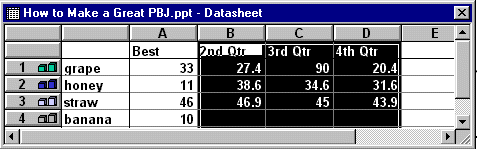 How to Make a Great PBJ.ppt - Datasheet
A B C D E
Best 2nd Qtr 3rd Qtr 4th Qtr
1 grape 33 27.4 90 20.4
2 honey 11 38.6 34.6 31.6
3 straw 46 46.9 45 43.9
4 banana 10